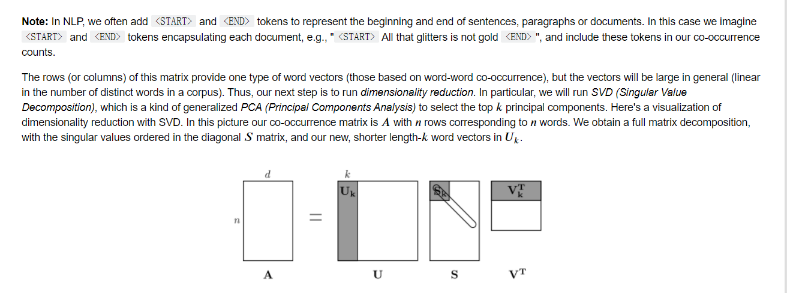 Note: In NLP, we often add <START> and <END> tokens to represent the beginning and end of sentences, paragraphs or documents. In this case we imagine
<START> and <END> tokens encapsulating each document, e.g., "<START> All that glitters is not gold <END>", and include these tokens in our co-occurrence
counts.
The rows (or columns) of this matrix provide one type of word vectors (those based on word-word co-occurrence), but the vectors will be large in general (linear
in the number of distinct words in a corpus). Thus, our next step is to run dimensionality reduction. In particular, we will run SVD (Singular Value
Decomposition), which is a kind of generalized PCA (Principal Components Analysis) to select the top k principal components. Here's a visualization of
dimensionality reduction with SVD. In this picture our co-occurrence matrix is A with n rows corresponding to n words. We obtain a full matrix decomposition,
with the singular values ordered in the diagonal S matrix, and our new, shorter length-k word vectors in Uk.
d k
Uk Sk VkT
n =
A U S VT